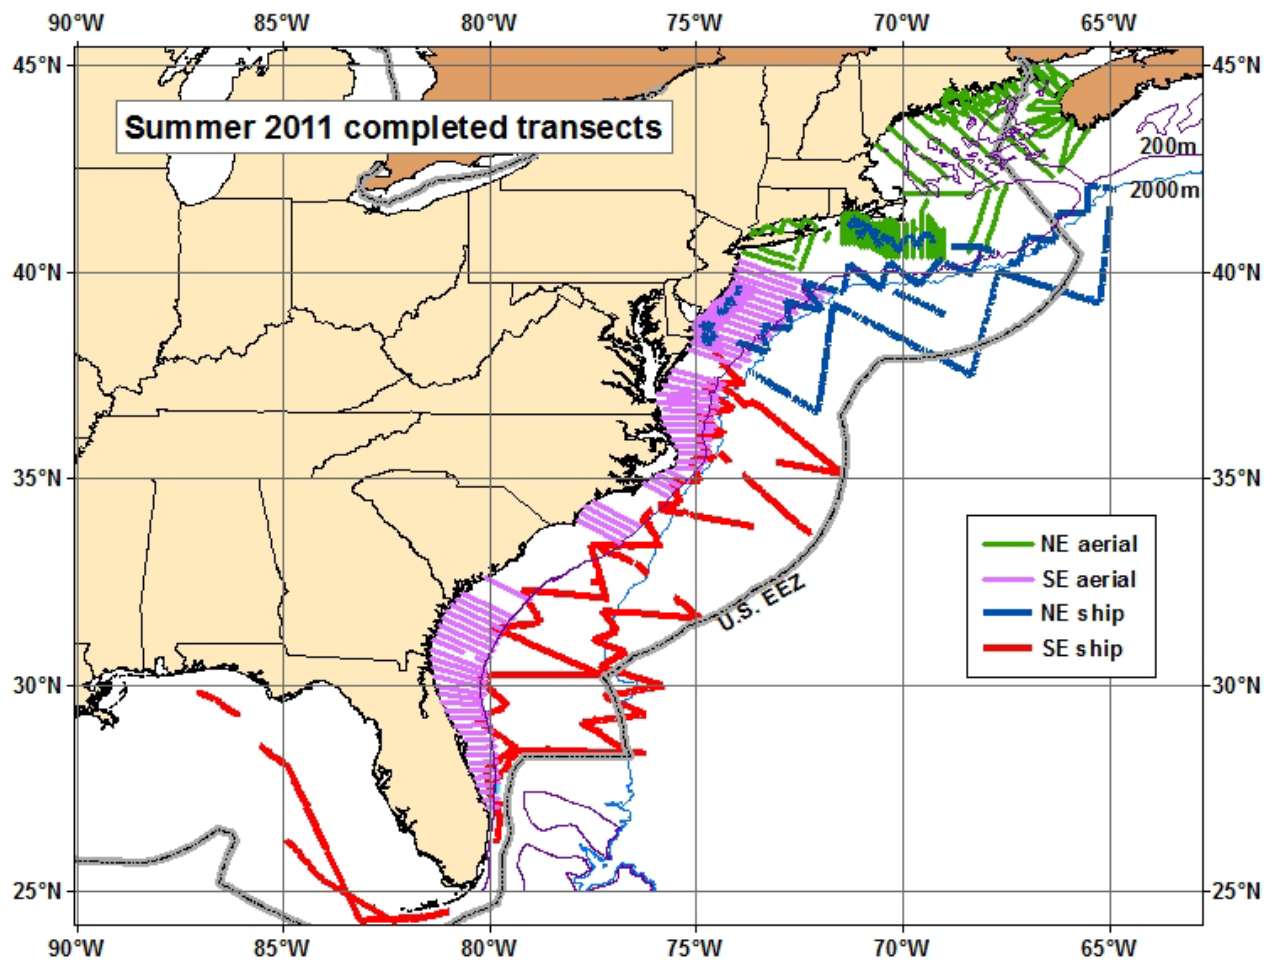 90°W 85°W 80°W 75°W 70°W 65°W
45°N 45°N
Summer 2011 completed transects
200m
2000m
40°N 40°N
35°N 35°N
NE aerial
SE aerial
NE ship
SE ship
U.S. EEZ
30°N 30°N
25°N 25°N
90°W 85°W 80°W 75°W 70°W 65°W